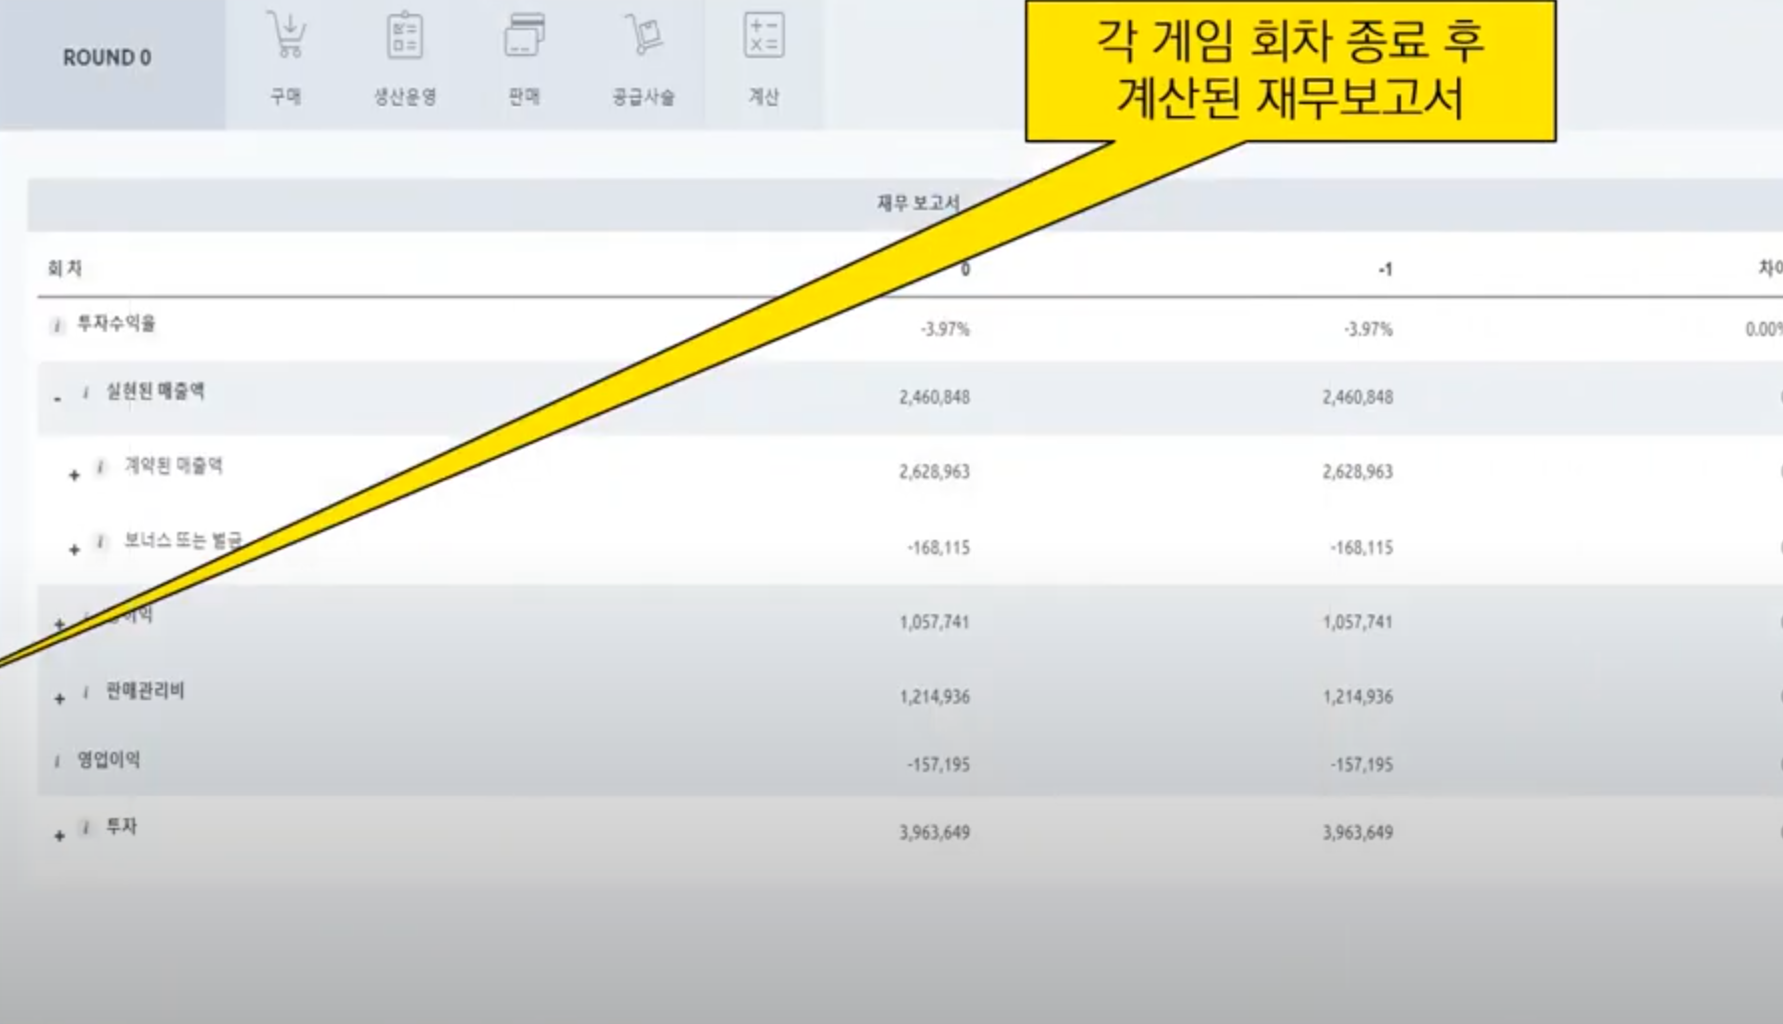 각 게임 회차 종료 후
계산된 재무보고서
ROUND 0
구매 생산운영 판매 공급사슬 계산
재무 보고서
회차 0 -1
i 투자수익율 -3.97% -3.97% 0.00%
- i 실현된 매출액 2,460,848 2,460,848
+ i 계약된 매출액 2,628,963 2,628,963
+ i 보너스 또는 벌금 -168,115 -168,115
+ 1,057,741 1,057,741
+ i 판매관리비 1,214,936 1,214,936
i 영업이익 -157,195 -157,195
+ i 투자 3,963,649 3,963,649